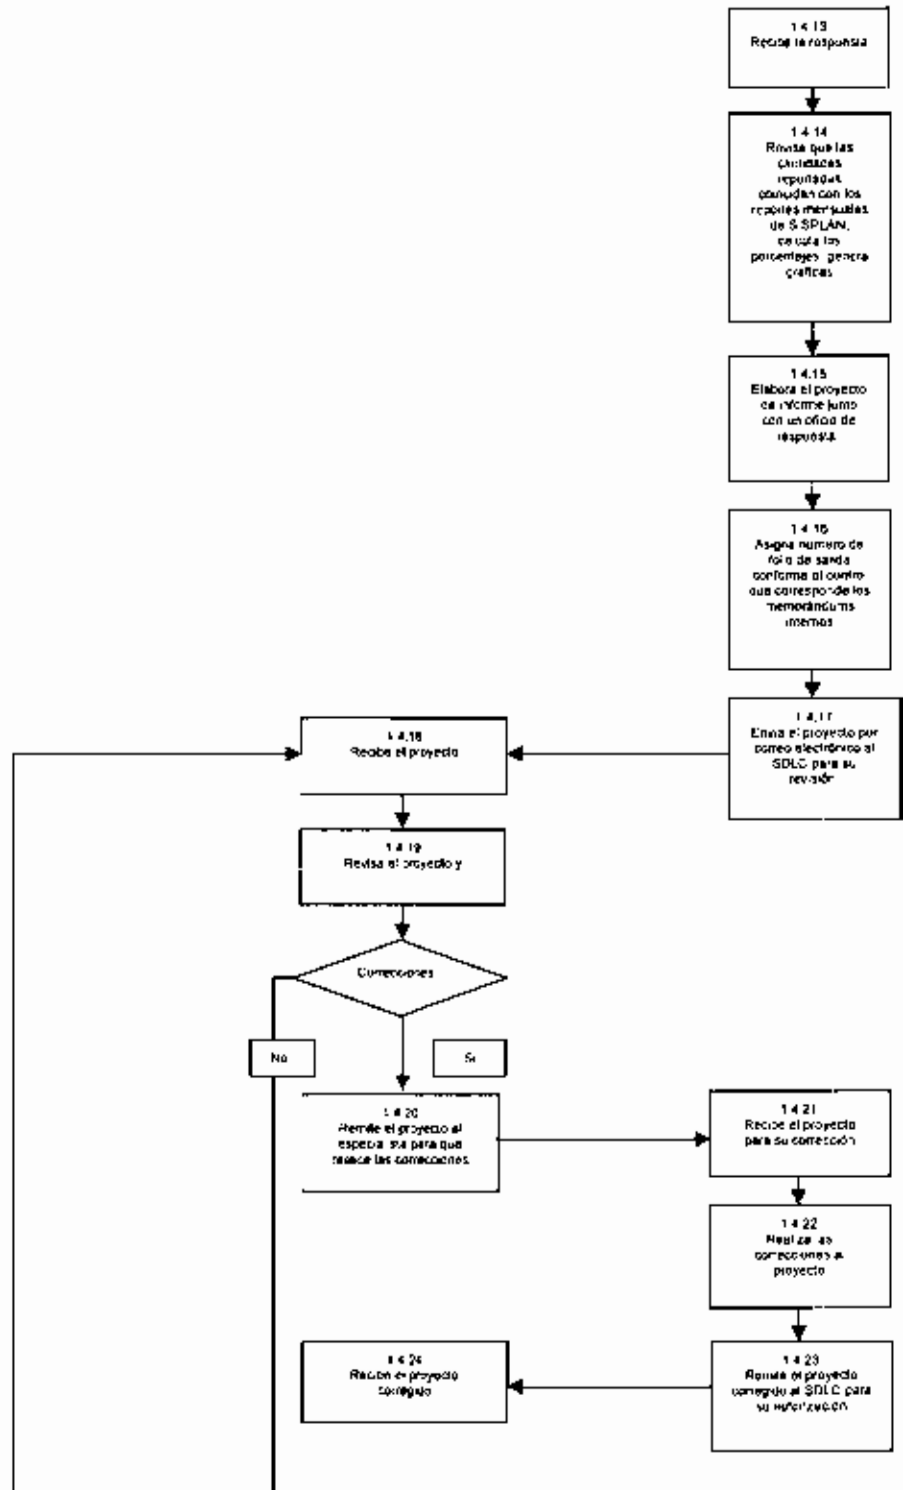 1.4.13
Recibe la respuesta
1.4.14
Revisa que las
cantidades
reportadas
coincidan con los
reportes mensuales
de SISPLAN,
calcula los
porcentajes, genera
gráficas
1.4.15
Elabora el proyecto
de informe junto
con un oficio de
respuesta
1.4.16
Asigna número de
folio de salida
conforme al
que corresponde los
memorándums
internos
1.4.17
Envía el proyecto por
correo electrónico al
SDLC para su
revisión
1.4.18
Recibe el proyecto
1.4.19
Revisa el proyecto y
Correcciones
No
Si
1.4.20
Remite el proyecto al
especialista para que
realice las correcciones
1.4.21
Recibe el proyecto
para su corrección
1.4.22
Realiza las
correcciones al
proyecto
1.4.24
Recibe el proyecto
corregido
1.4.23
Remite el proyecto
corregido al SDLC para
su autorización